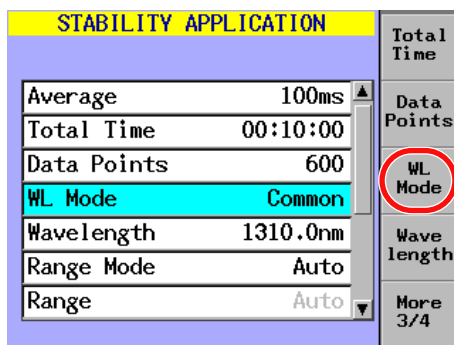 STABILITY APPLICATION
Average 100ms
Total Time 00:10:00
Data Points 600
WL Mode Common
Wavelength 1310.0nm
Range Mode Auto
Range Auto
Total
Time
Data
Points
WL
Mode
Wave
length
More
3/4